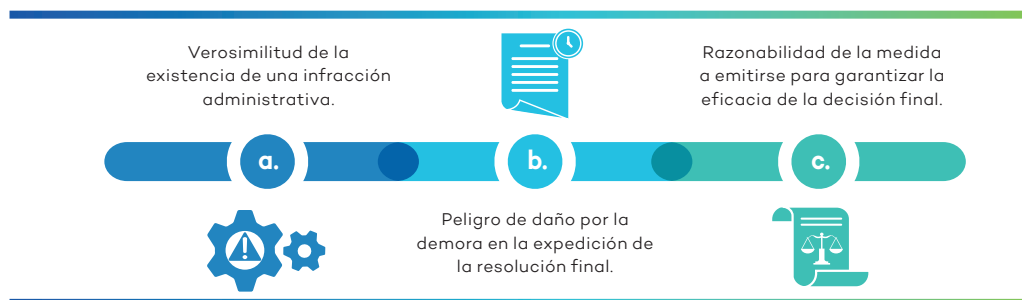 Verosimilitud de la
existencia de una infracción
administrativa.
a.
b.
Peligro de daño por la
demora en la expedición de
la resolución final.
Razonabilidad de la medida
a emitirse para garantizar la
eficacia de la decisión final.
c.